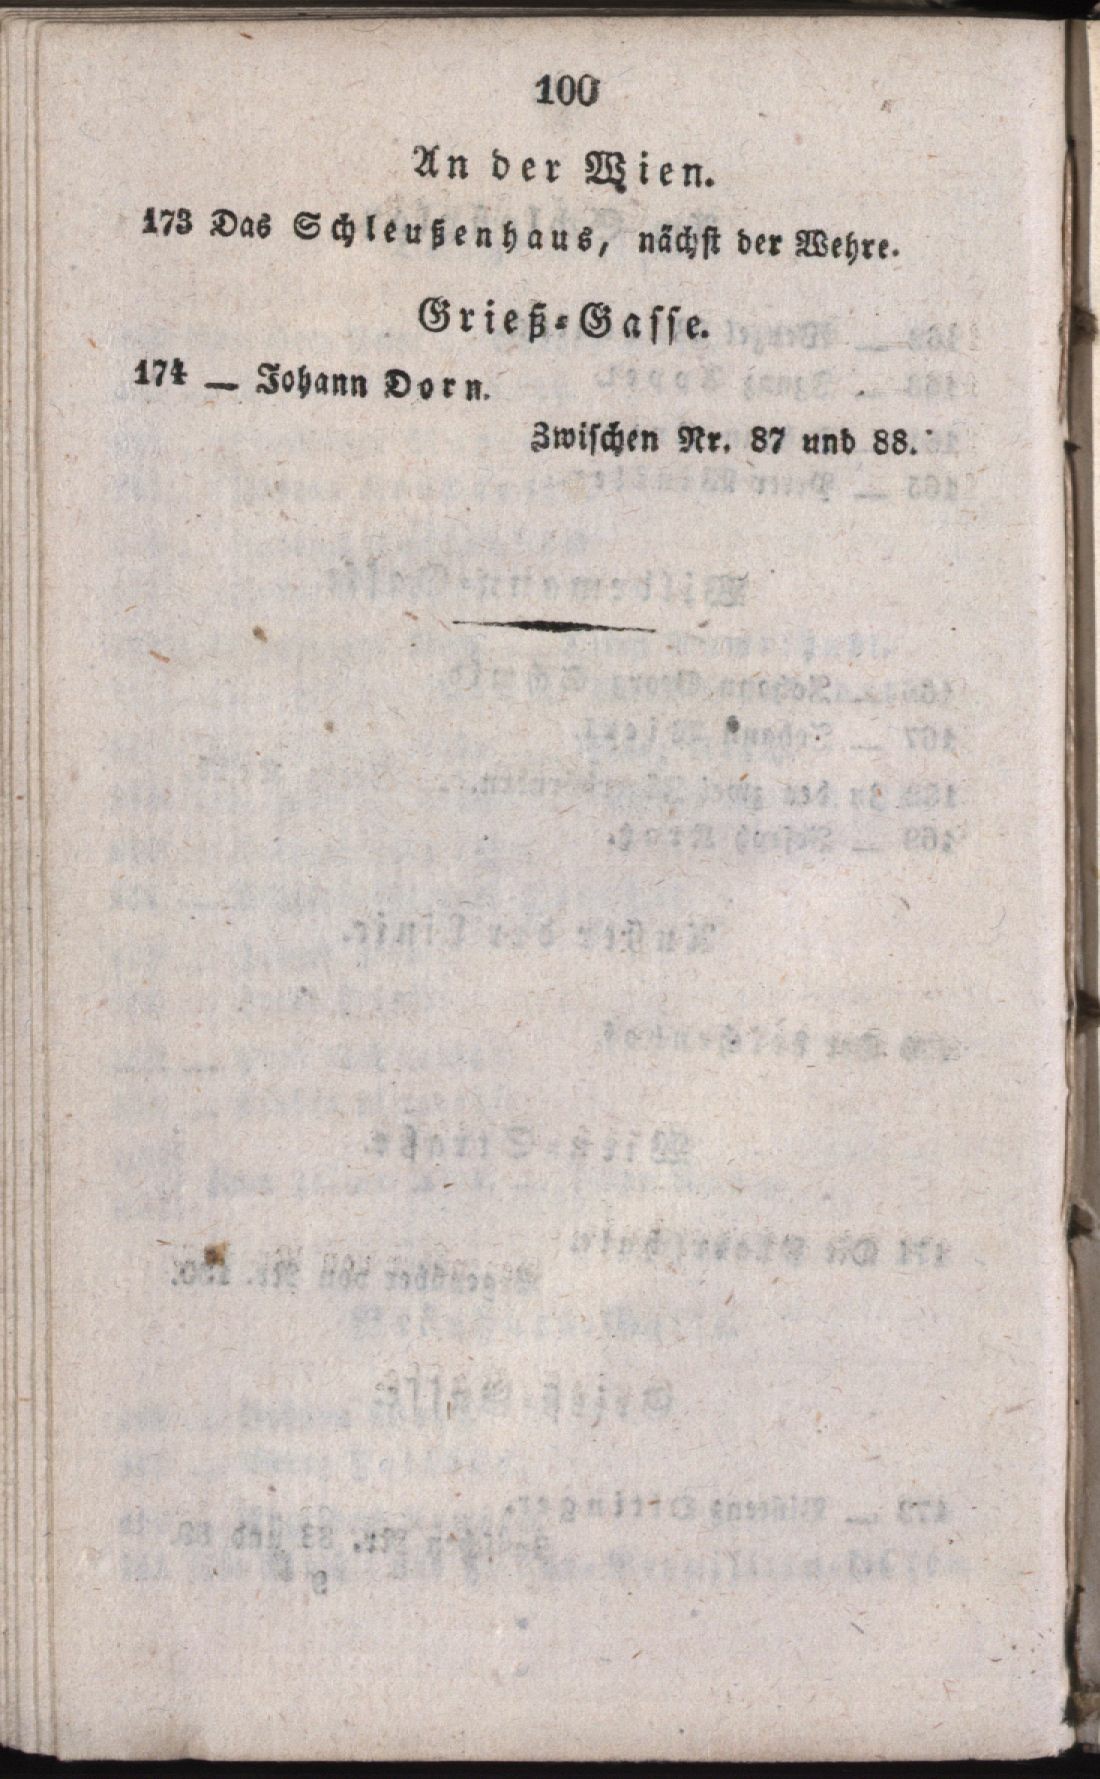 100
An der Wien.
173 Das Schleußenhaus, nächst der Wehre.
Grieß-Gasse.
174 — Johann Dorn.
Zwischen Nr. 87 und 88.